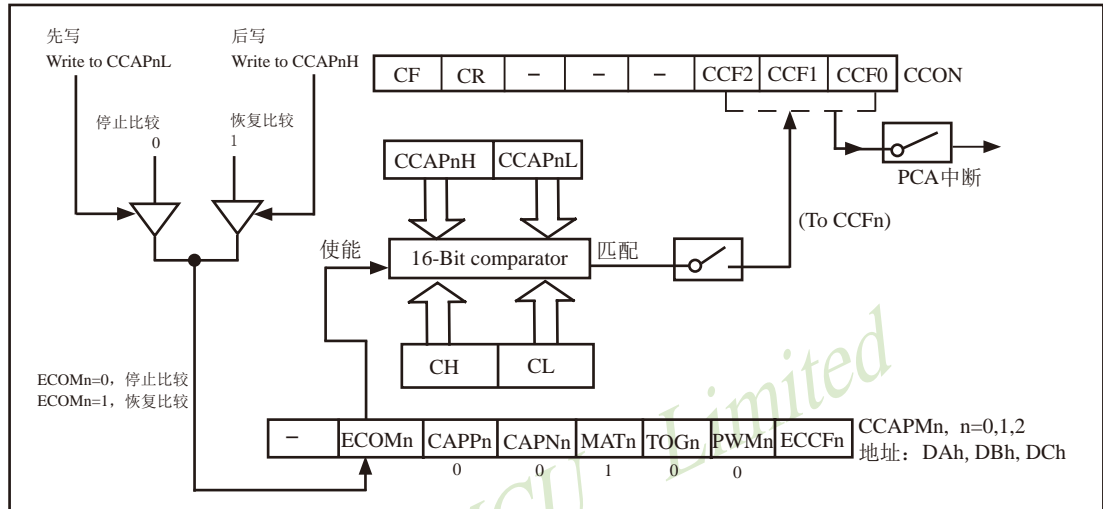 先写
Write to CCAPnL
后写
Write to CCAPnH
CF CR − − − CCF2 CCF1 CCF0 CCON
停止比较
0
恢复比较
1
CCAPnH CCAPnL
PCA中断
(To CCFn)
使能
16-Bit comparator
匹配
CH CL
ECOMn=0，停止比较
ECOMn=1，恢复比较
− ECOMn CAPPn CAPNn MATn TOGn PWMn ECCFn
0 0 1 0 0
CCAPMn, n=0,1,2
地址：DAh, DBh, DCh
MCU Limited